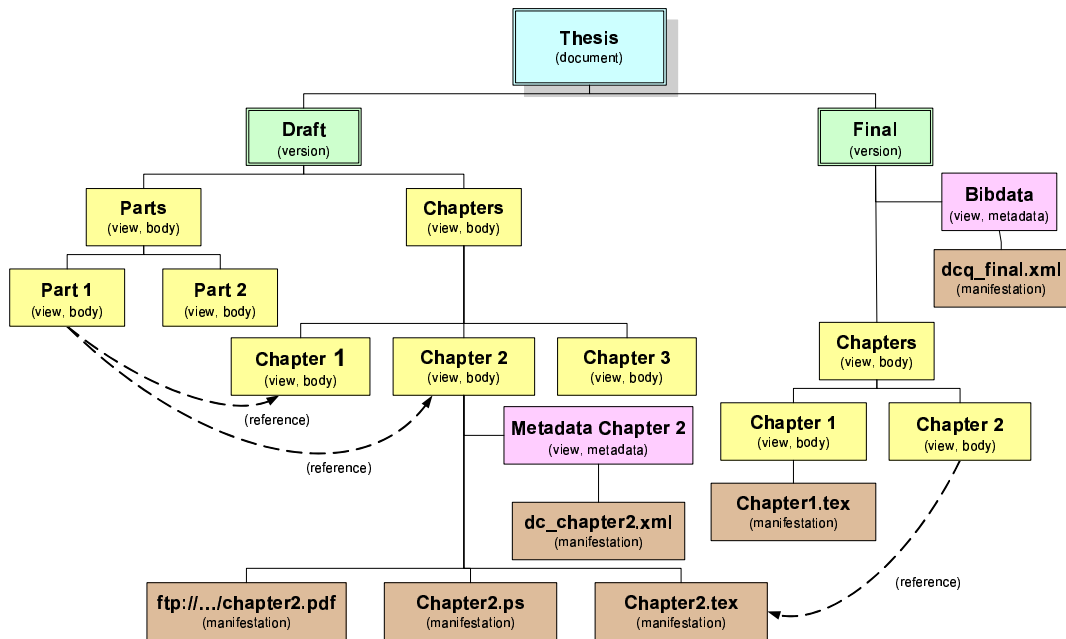 Thesis
(document)
Draft
(version)
Final
(version)
Parts
(view, body)
Chapters
(view, body)
Bibdata
(view, metadata)
dcq_final.xml
(manifestation)
Part 1
(view, body)
Part 2
(view, body)
Chapter 1
(view, body)
Chapter 2
(view, body)
Chapter 3
(view, body)
Chapters
(view, body)
(reference)
(reference)
Metadata Chapter 2
(view, metadata)
Chapter 1
(view, body)
Chapter 2
(view, body)
dc_chapter2.xml
(manifestation)
Chapter1.tex
(manifestation)
(reference)
ftp://.../chapter2.pdf
(manifestation)
Chapter2.ps
(manifestation)
Chapter2.tex
(manifestation)